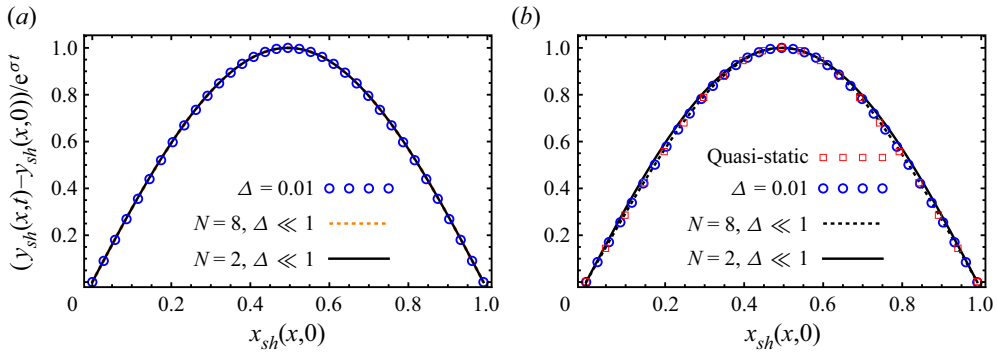 (a)
(y_sh(x,t)−y_sh(x,0))/e^σt
1.0
0.8
0.6
0.4
0.2
0
0.2
0.4
0.6
0.8
1.0
Δ = 0.01
N = 8, Δ ≪ 1
N = 2, Δ ≪ 1
x_sh(x,0)
(b)
1.0
0.8
0.6
0.4
0.2
0
0.2
0.4
0.6
0.8
1.0
Quasi-static
Δ = 0.01
N = 8, Δ ≪ 1
N = 2, Δ ≪ 1
x_sh(x,0)